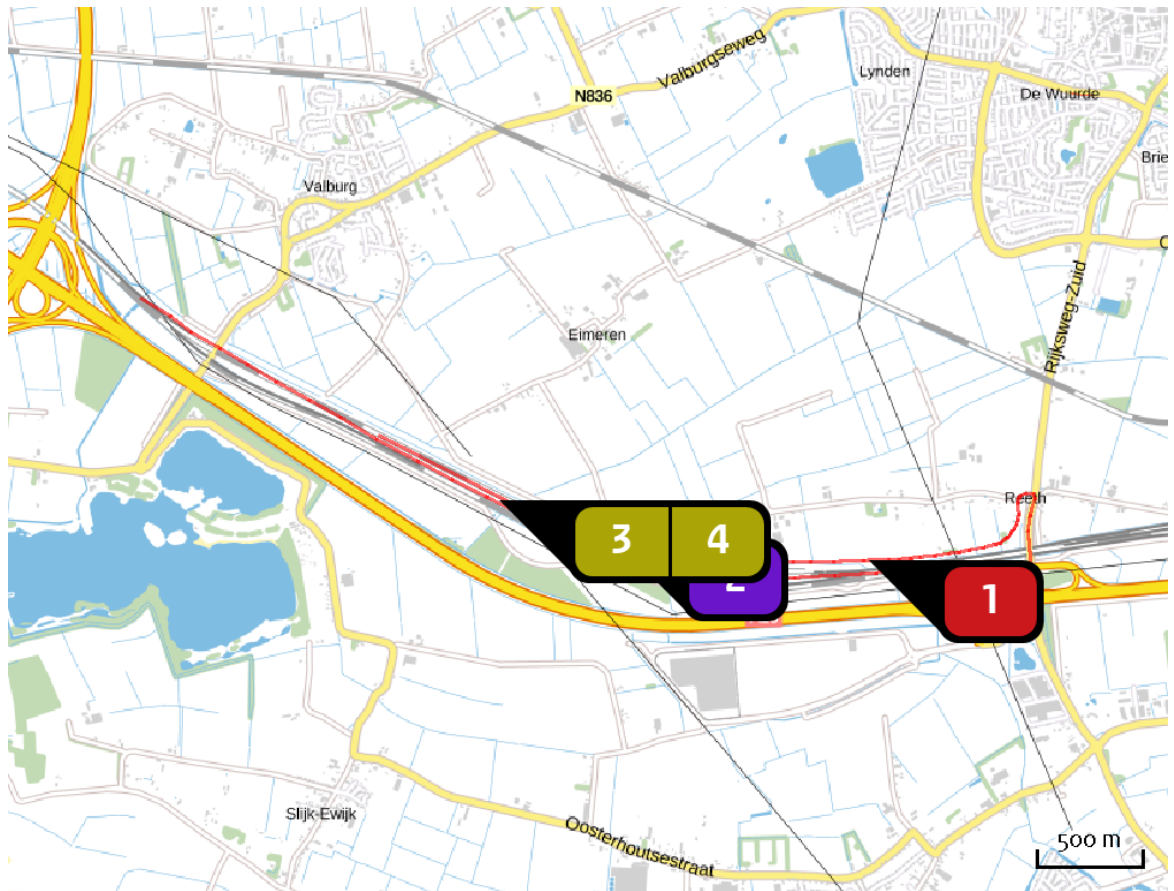 Valburgseweg
Lynden
De Wuurde
N836
Brie
Valburg
O
Rijksweg-Zuid
Eimeren
Reeth
3 4
2
1
Slijk-Ewijk
Oosterhoutsestraat
500 m